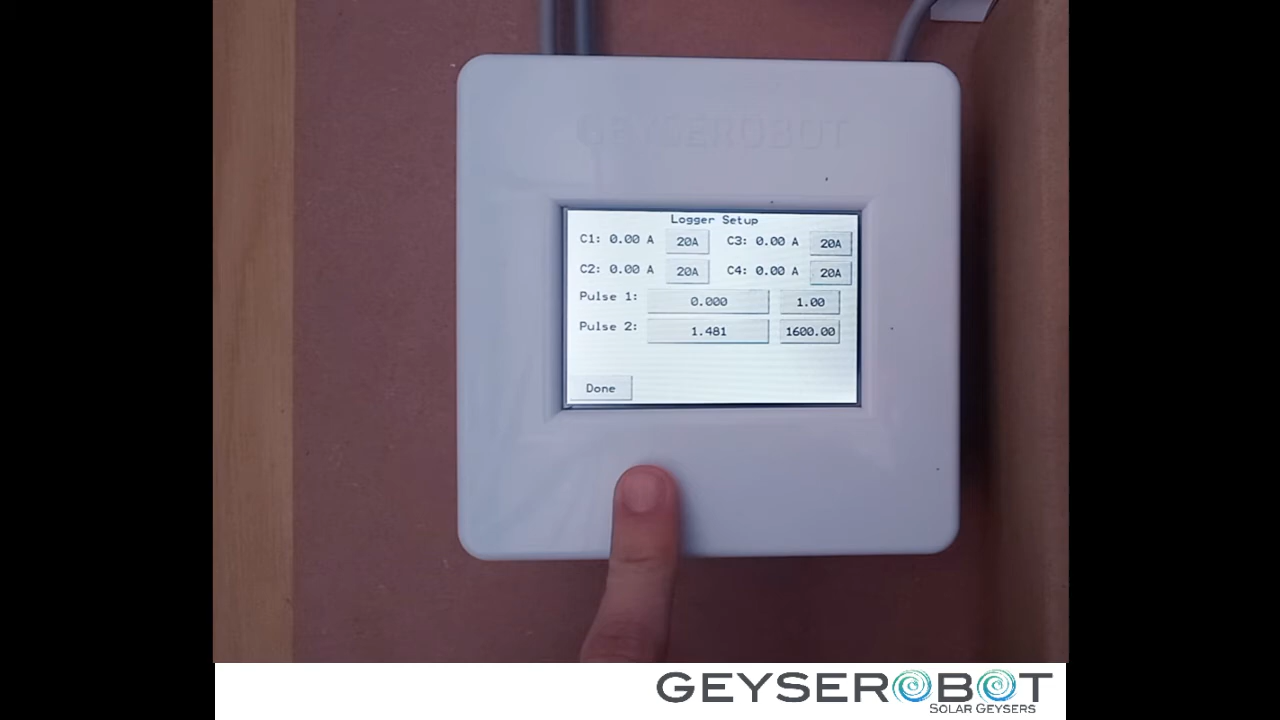 GEYSEROBOT
Logger Setup
C1: 0.00 A 20A C3: 0.00 A 20A
C2: 0.00 A 20A C4: 0.00 A 20A
Pulse 1: 0.000 1.00
Pulse 2: 1.481 1600.00
Done
GEYSEROBOT
SOLAR GEYSERS